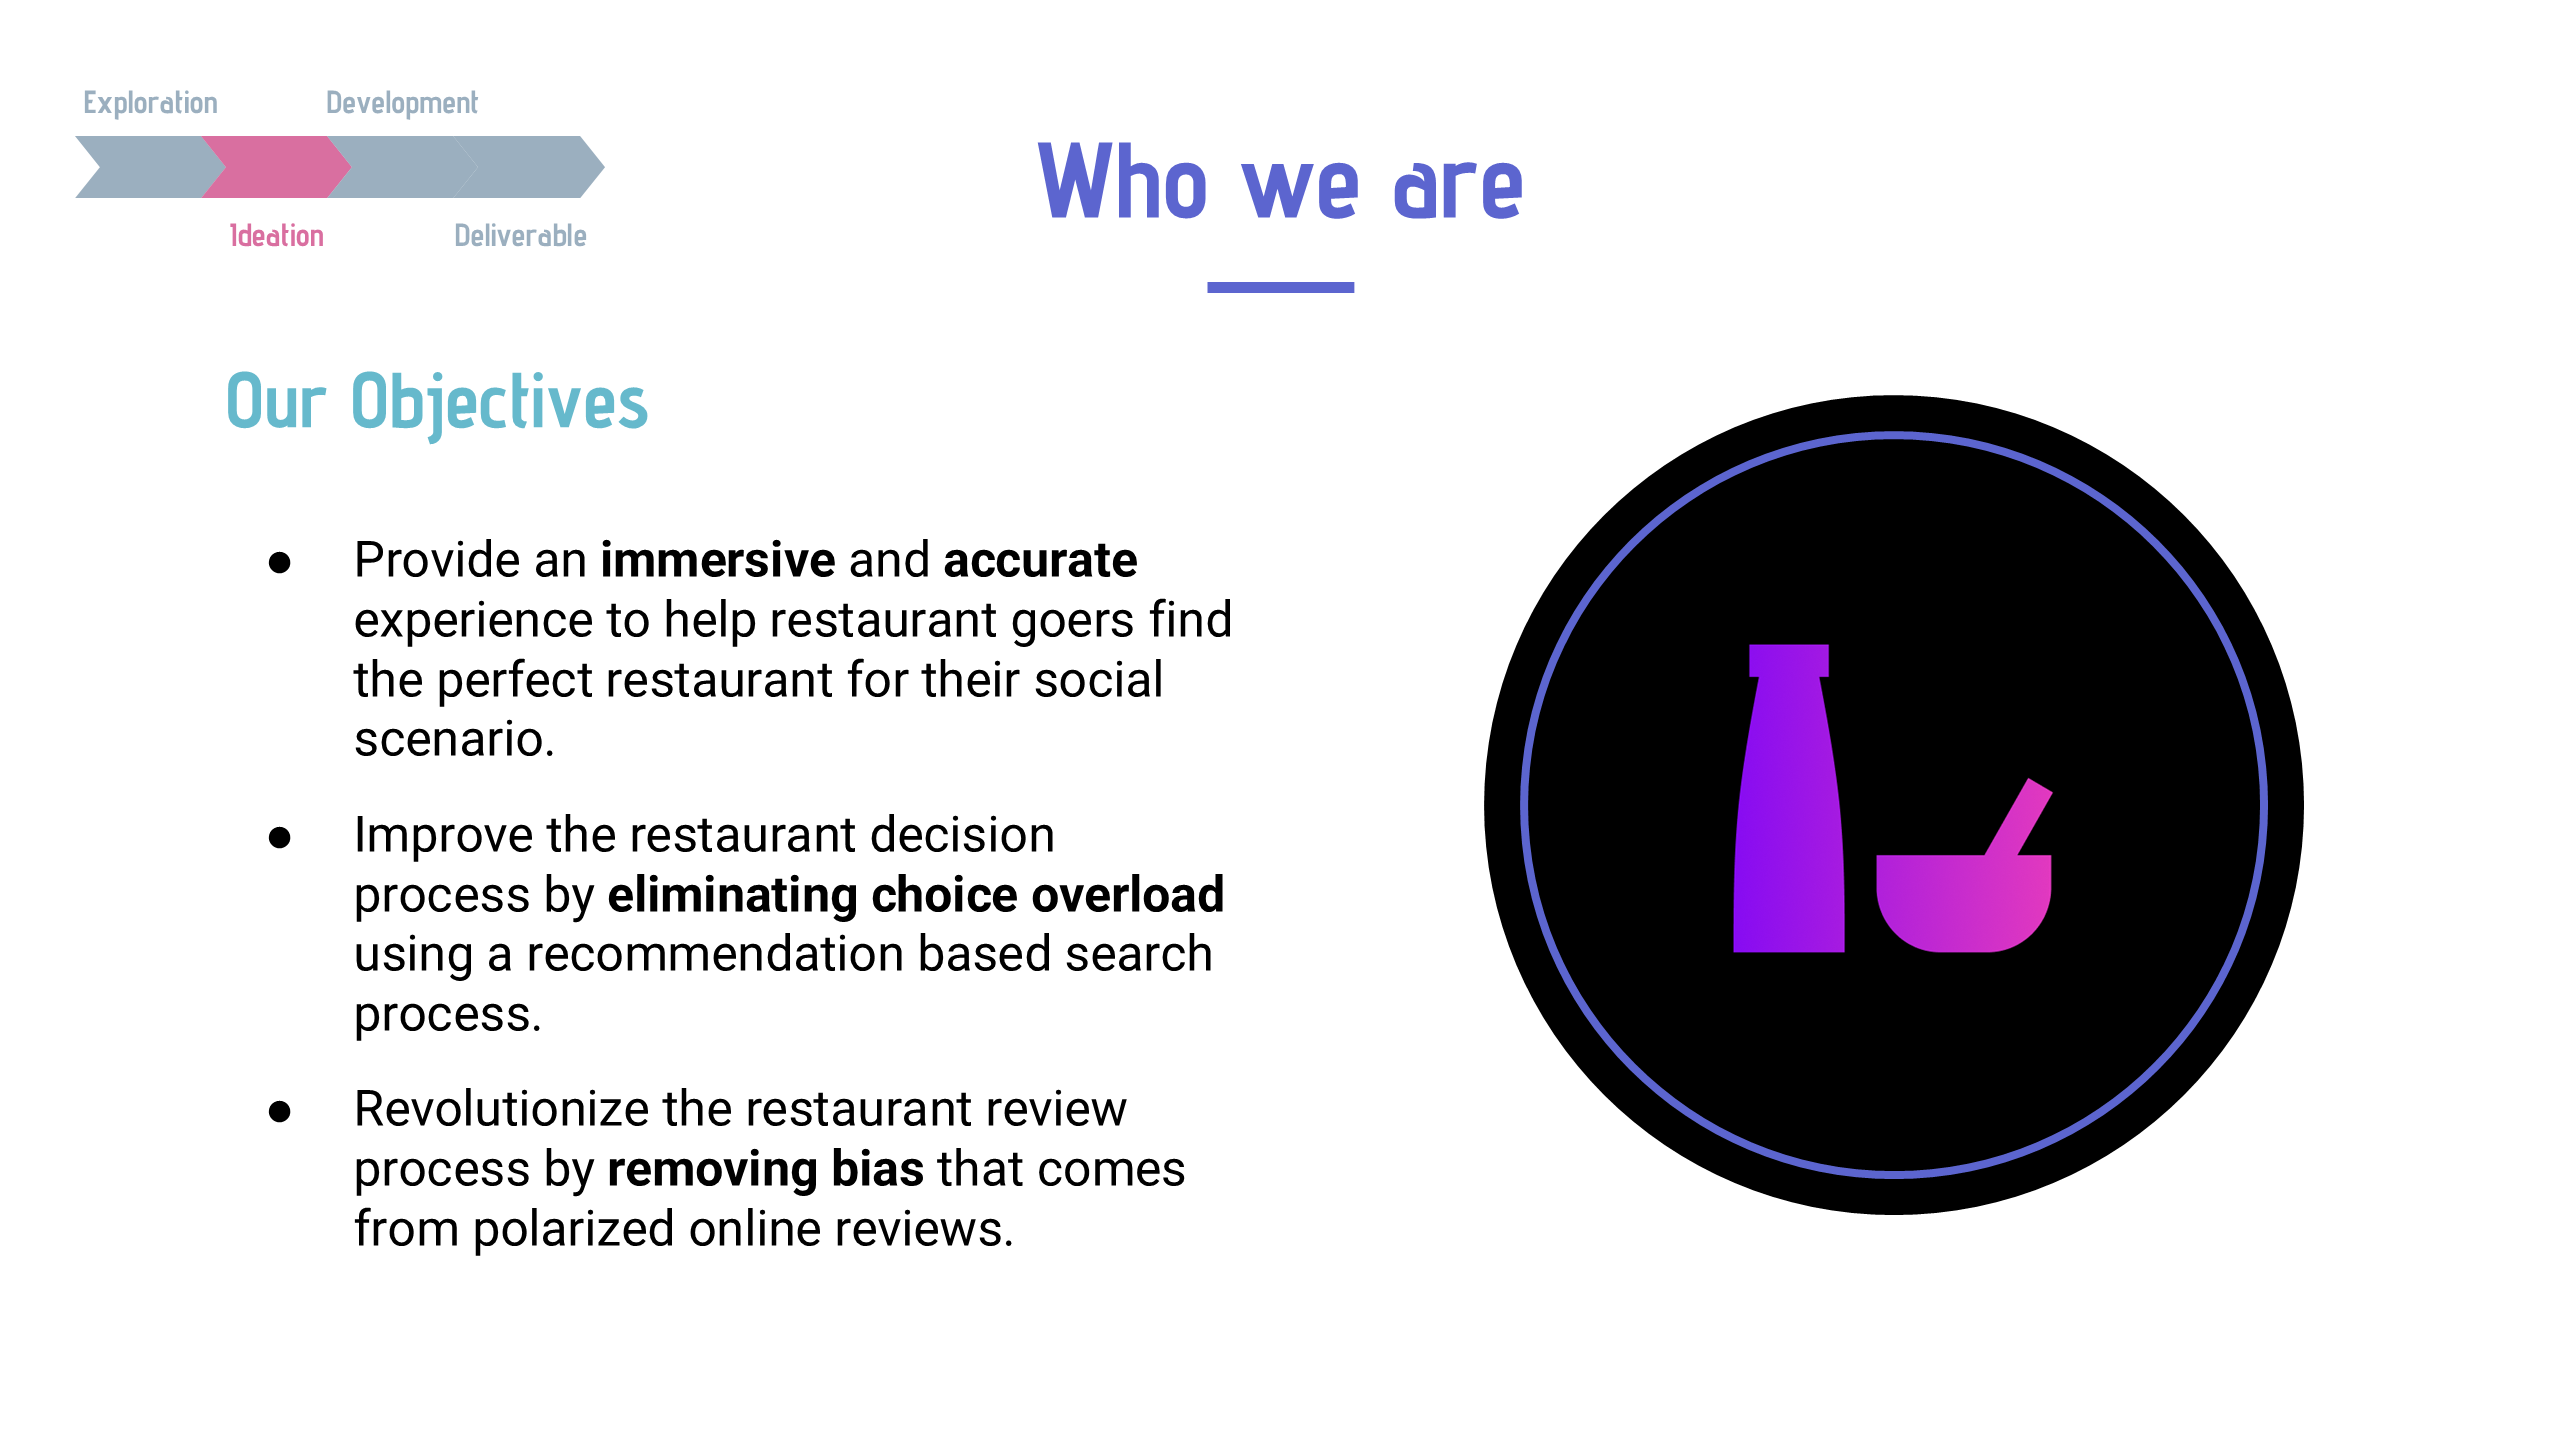 Exploration
Development
Ideation
Deliverable
Who we are
Our Objectives
● Provide an immersive and accurate
experience to help restaurant goers find
the perfect restaurant for their social
scenario.
● Improve the restaurant decision
process by eliminating choice overload
using a recommendation based search
process.
● Revolutionize the restaurant review
process by removing bias that comes
from polarized online reviews.